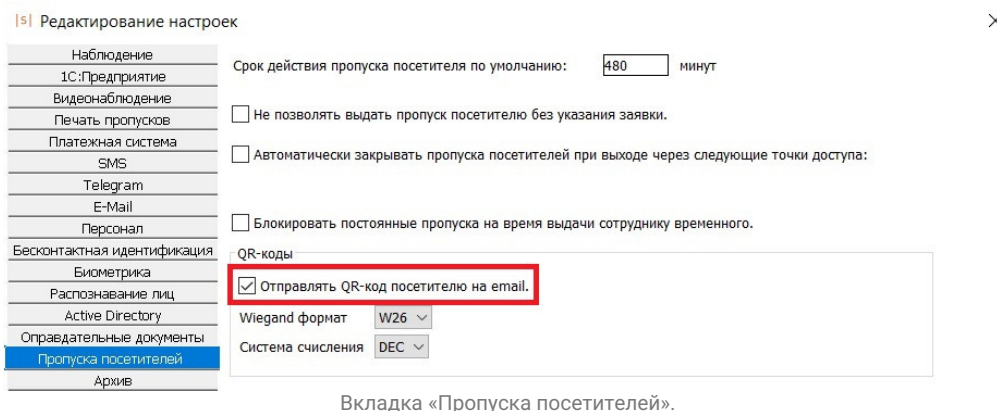 |s| Редактирование настроек
Наблюдение
1С:Предприятие
Видеонаблюдение
Печать пропусков
Платежная система
SMS
Telegram
E-Mail
Персонал
Бесконтактная идентификация
Биометрика
Распознавание лиц
Active Directory
Оправдательные документы
Пропуска посетителей
Архив
Срок действия пропуска посетителя по умолчанию: 480 минут
Не позволять выдать пропуск посетителю без указания заявки.
Автоматически закрывать пропуска посетителей при выходе через следующие точки доступа:
Блокировать постоянные пропуска на время выдачи сотруднику временного.
QR-коды
Отправлять QR-код посетителю на email.
Wiegand формат W26
Система счисления DEC
Вкладка «Пропуска посетителей».